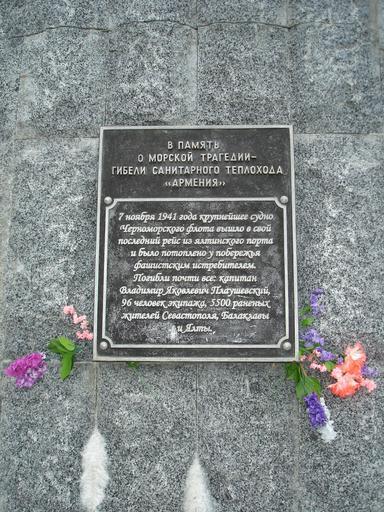 В ПАМЯТЬ
О МОРСКОЙ ТРАГЕДИИ–
ГИБЕЛИ САНИТАРНОГО ТЕПЛОХОДА
«АРМЕНИЯ»
7 ноября 1941 года крупнейшее судно
Черноморского флота вышло в свой
последний рейс из ялтинского порта
и было потоплено у побережья
фашистским истребителем.
Погибли почти все: капитан
Владимир Яковлевич Плаушевский,
96 человек экипажа, 5500 раненых
жителей Севастополя, Балаклавы
и Ялты.